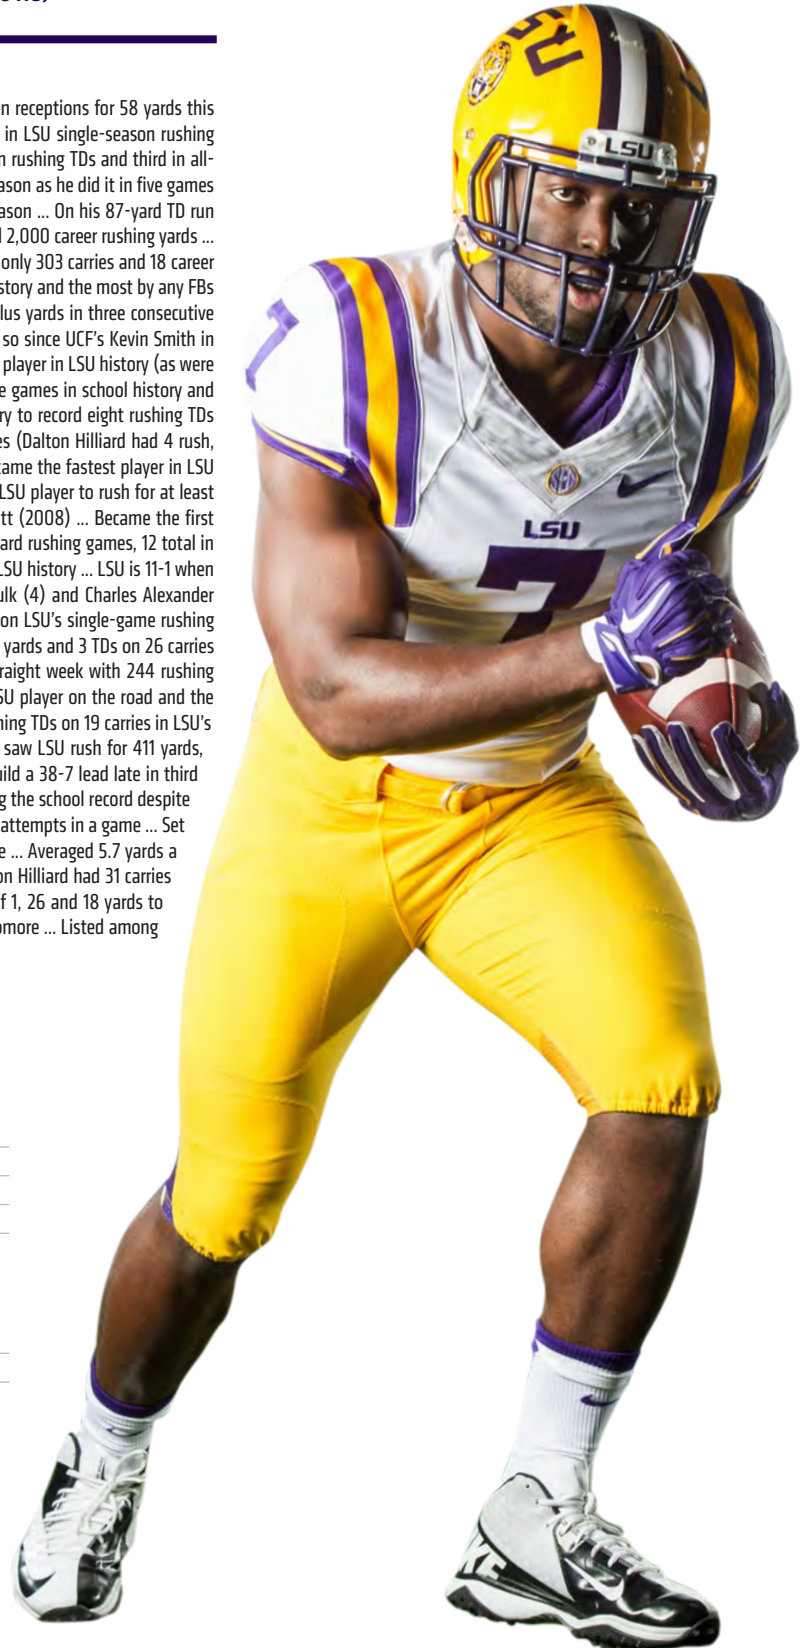 en receptions for 58 yards this
in LSU single-season rushing
n rushing TDs and third in all-
ason as he did it in five games
ason ... On his 87-yard TD run
2,000 career rushing yards ...
only 303 carries and 18 career
story and the most by any FBs
lus yards in three consecutive
so since UCF's Kevin Smith in
player in LSU history (as were
e games in school history and
ry to record eight rushing TDs
es (Dalton Hilliard had 4 rush,
came the fastest player in LSU
LSU player to rush for at least
tt (2008) ... Became the first
ard rushing games, 12 total in
LSU history ... LSU is 11-1 when
ulk (4) and Charles Alexander
on LSU's single-game rushing
yards and 3 TDs on 26 carries
raight week with 244 rushing
SU player on the road and the
hing TDs on 19 carries in LSU's
saw LSU rush for 411 yards,
uild a 38-7 lead late in third
g the school record despite
attempts in a game ... Set
e ... Averaged 5.7 yards a
on Hilliard had 31 carries
f 1, 26 and 18 yards to
omore ... Listed among
LSU
LSU
7
LSU
7